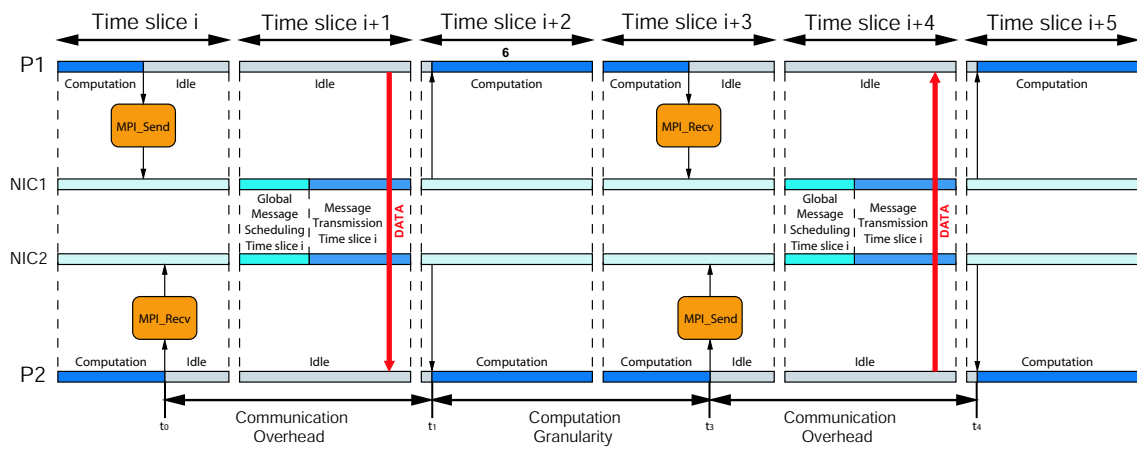 Time slice i Time slice i+1 Time slice i+2 Time slice i+3 Time slice i+4 Time slice i+5
6
P1
Computation Idle Idle Computation Computation Idle Idle Computation
MPI_Send MPI_Recv
NIC1
Global
Message
Scheduling
Time slice i
Message
Transmission
Time slice i
DATA
Global
Message
Scheduling
Time slice i
Message
Transmission
Time slice i
DATA
NIC2
MPI_Recv MPI_Send
Computation Idle Idle Computation Computation Idle Idle Computation
P2
t0 Communication t1 Computation t3 Communication t4
Overhead Granularity Overhead